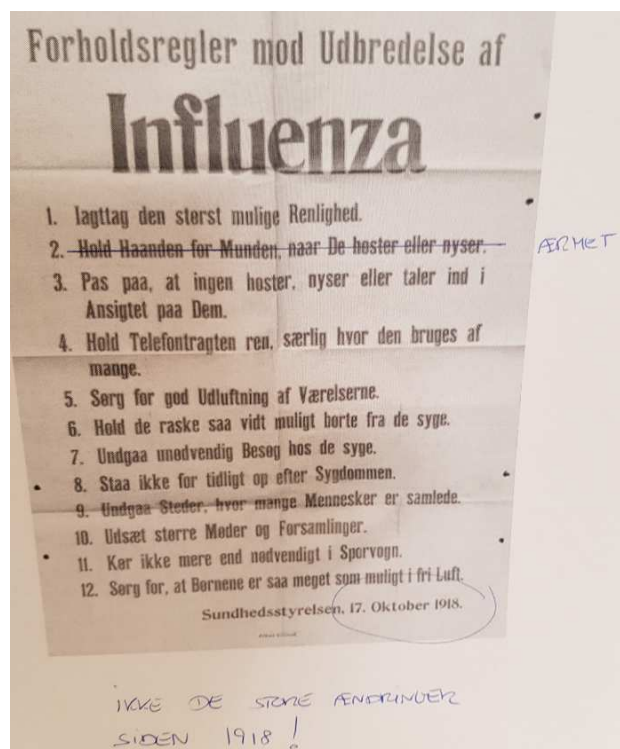 Forholdsregler mod Udbredelse af
Influenza
1. Iagttag den størst mulige Renlighed.
2. Hold Haanden for Munden, naar De hoster eller nyser. ÆRMET
3. Pas paa, at ingen hoster, nyser eller taler ind i
Ansigtet paa Dem.
4. Hold Telefontragten ren, særlig hvor den bruges af
mange.
5. Sørg for god Udluftning af Værelserne.
6. Hold de raske saa vidt muligt borte fra de syge.
7. Undgaa unødvendig Besøg hos de syge.
8. Staa ikke for tidligt op efter Sygdommen.
9. Undgaa Steder, hvor mange Mennesker er samlede.
10. Udsæt større Møder og Forsamlinger.
11. Kør ikke mere end nødvendigt i Sporvogn.
12. Sørg for, at Børnene er saa meget som muligt i fri Luft.
Sundhedsstyrelsen, 17. Oktober 1918.
IKKE DE STORE ÆNDRINGER
SIDEN 1918!